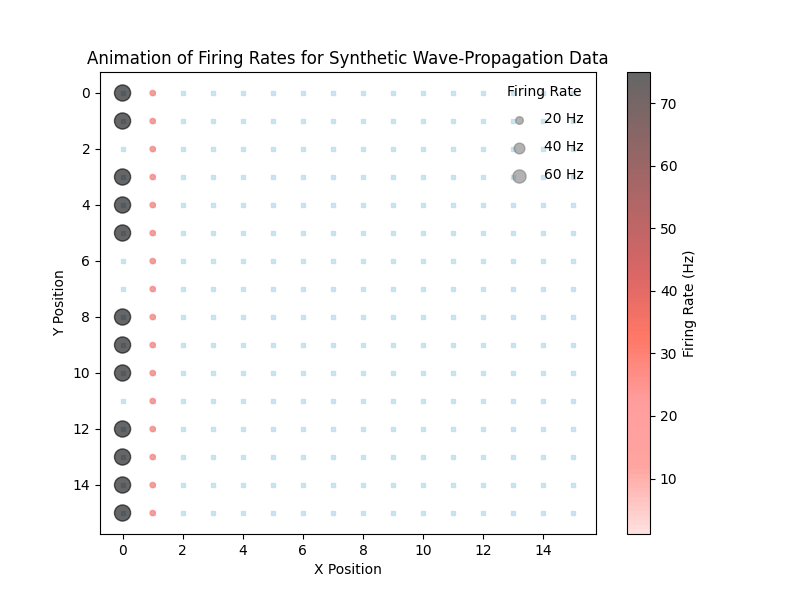 Animation of Firing Rates for Synthetic Wave-Propagation Data
Firing Rate
20 Hz
40 Hz
60 Hz
0
2
4
6
8
10
12
14
Y Position
0 2 4 6 8 10 12 14
X Position
70
60
50
40
30
20
10
Firing Rate (Hz)